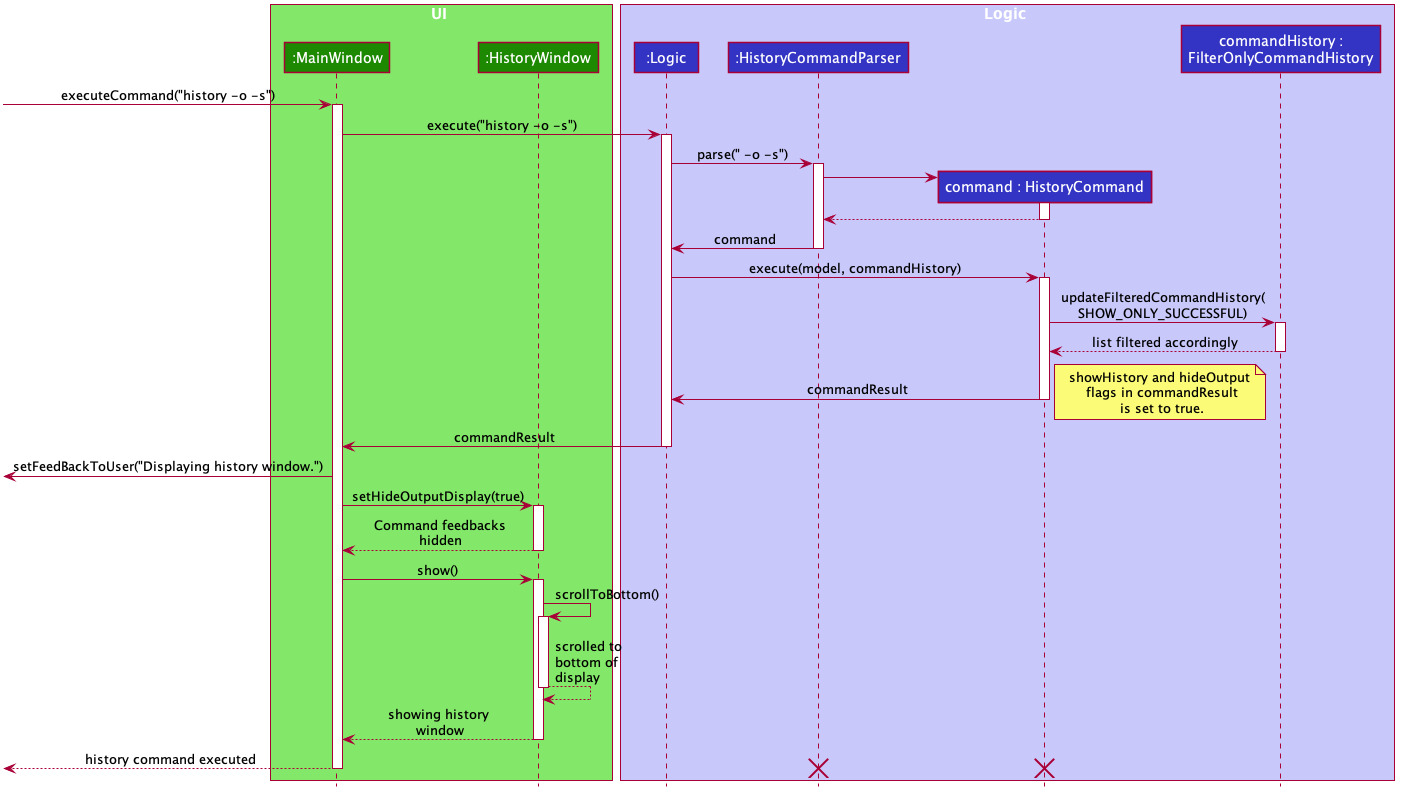 UI
Logic
:MainWindow
:HistoryWindow
:Logic
:HistoryCommandParser
commandHistory :
FilterOnlyCommandHistory
executeCommand("history -o -s")
execute("history -o -s")
parse(" -o -s")
command : HistoryCommand
command
execute(model, commandHistory)
updateFilteredCommandHistory(
SHOW_ONLY_SUCCESSFUL)
list filtered accordingly
showHistory and hideOutput
flags in commandResult
is set to true.
commandResult
commandResult
setFeedBackToUser("Displaying history window.")
setHideOutputDisplay(true)
Command feedbacks
hidden
show()
scrollToBottom()
scrolled to
bottom of
display
showing history
window
history command executed